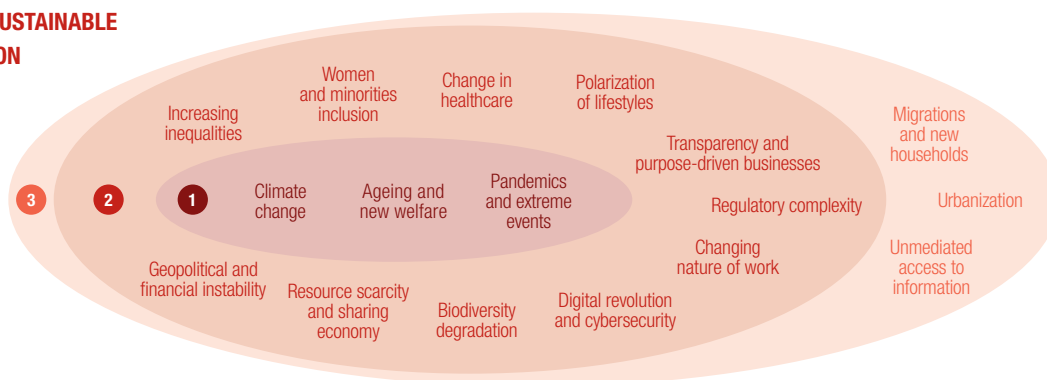 USTAINABLE
ON
Women
and minorities
inclusion
Change in
healthcare
Polarization
of lifestyles
Increasing
inequalities
Migrations
and new
households
Transparency and
purpose-driven businesses
3
2
1
Climate
change
Ageing and
new welfare
Pandemics
and extreme
events
Regulatory complexity
Urbanization
Changing
nature of work
Unmediated
access to
information
Geopolitical and
financial instability
Resource scarcity
and sharing
economy
Biodiversity
degradation
Digital revolution
and cybersecurity